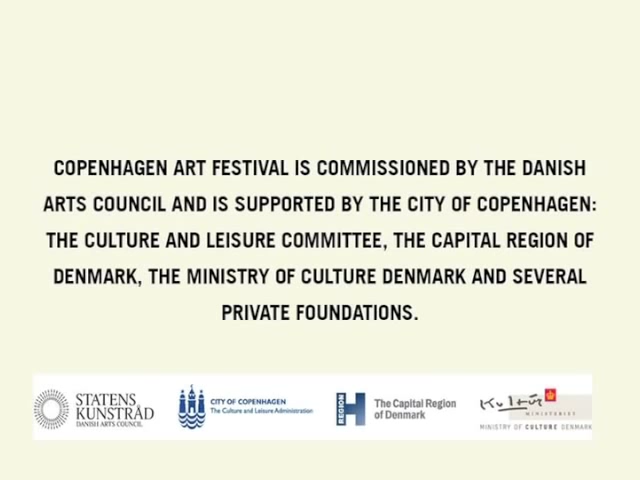 COPENHAGEN ART FESTIVAL IS COMMISSIONED BY THE DANISH
ARTS COUNCIL AND IS SUPPORTED BY THE CITY OF COPENHAGEN:
THE CULTURE AND LEISURE COMMITTEE, THE CAPITAL REGION OF
DENMARK, THE MINISTRY OF CULTURE DENMARK AND SEVERAL
PRIVATE FOUNDATIONS.
STATENS
KUNSTRÅD
DANISH ARTS COUNCIL
CITY OF COPENHAGEN
The Culture and Leisure Administration
REGION
H
The Capital Region
of Denmark
Kultur
MINISTERIET
MINISTRY OF CULTURE DENMARK